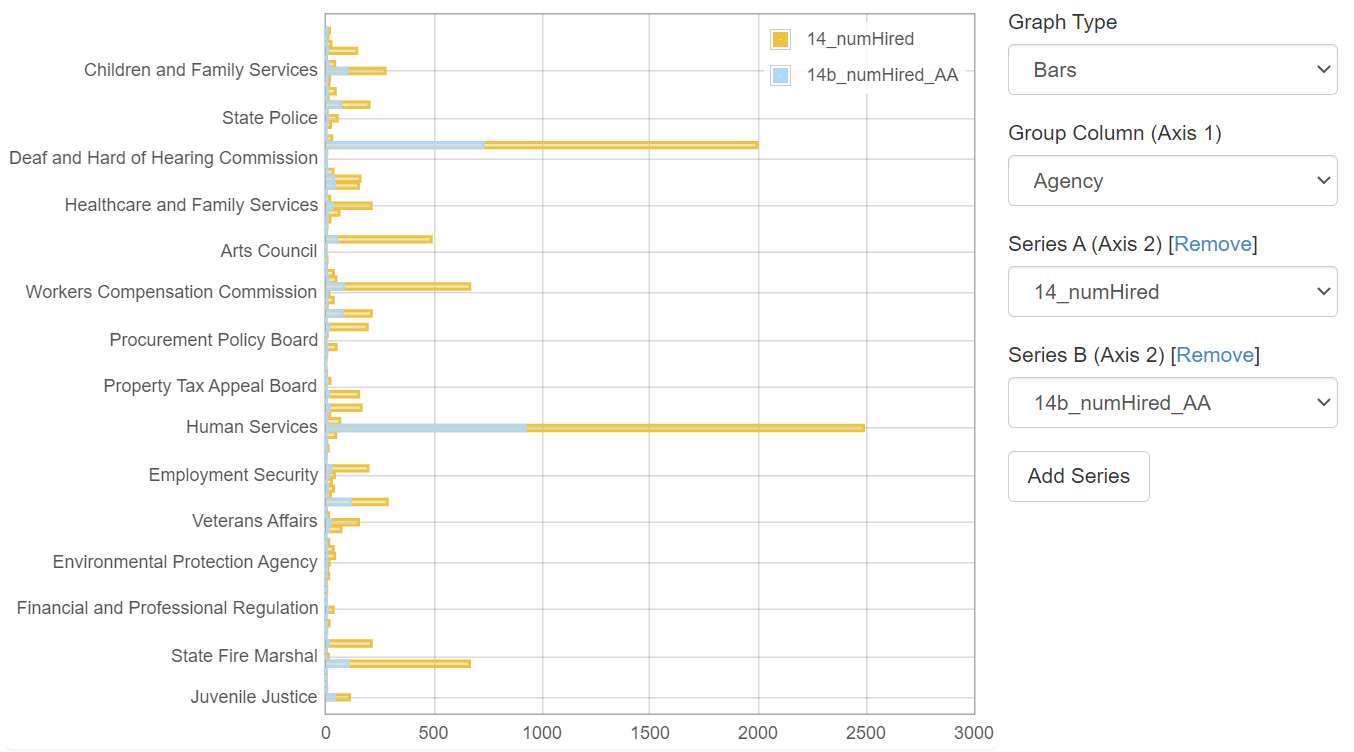 14_numHired
14b_numHired_AA
Children and Family Services
State Police
Deaf and Hard of Hearing Commission
Healthcare and Family Services
Arts Council
Workers Compensation Commission
Procurement Policy Board
Property Tax Appeal Board
Human Services
Employment Security
Veterans Affairs
Environmental Protection Agency
Financial and Professional Regulation
State Fire Marshal
Juvenile Justice
0 500 1000 1500 2000 2500 3000
Graph Type
Bars
Group Column (Axis 1)
Agency
Series A (Axis 2) [Remove]
14_numHired
Series B (Axis 2) [Remove]
14b_numHired_AA
Add Series